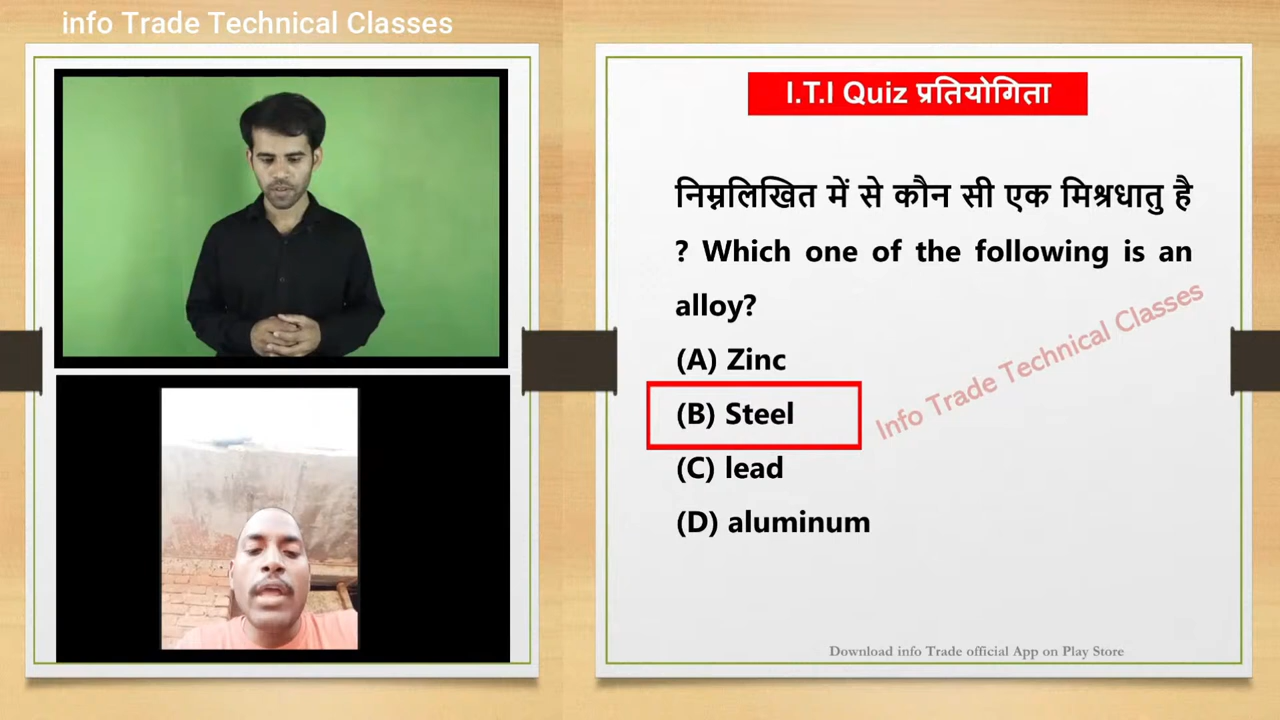 info Trade Technical Classes
I.T.I Quiz प्रतियोगिता
निम्नलिखित में से कौन सी एक मिश्रधातु है
? Which one of the following is an
alloy?
(A) Zinc
(B) Steel
(C) lead
(D) aluminum
Info Trade Technical Classes
Download info Trade official App on Play Store